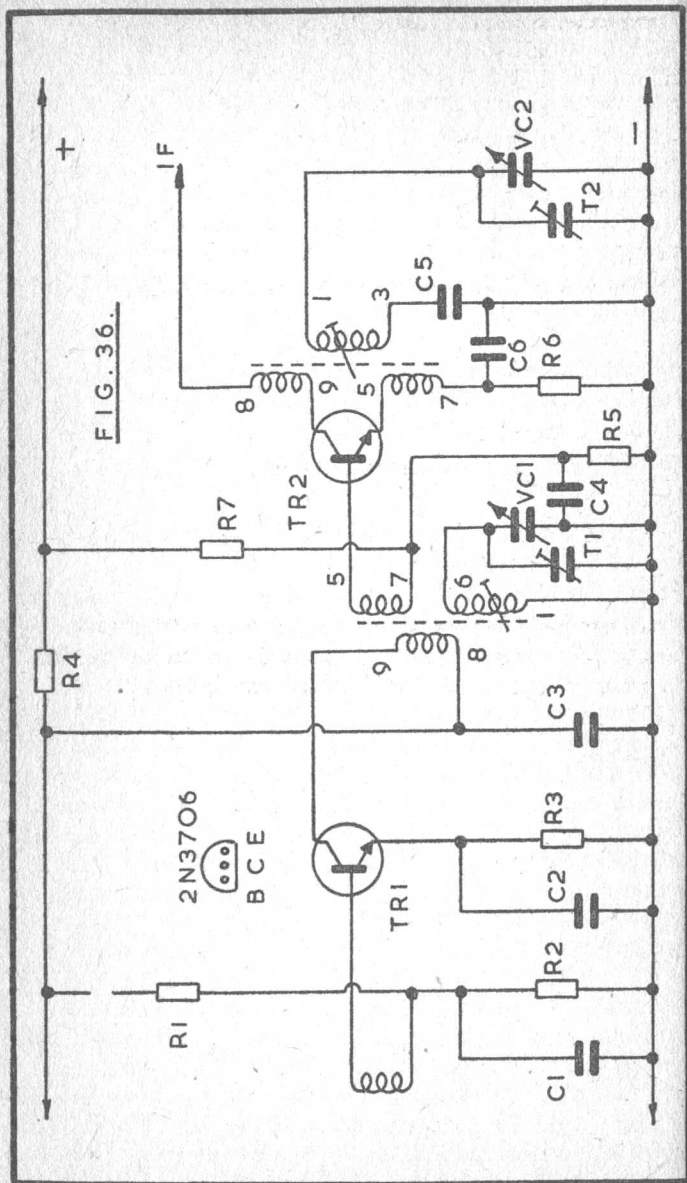 FIG. 36.
+
IF
R4
2N3706
B C E
R1
R7
TR1
TR2
8
9
5
7
1
3
5
7
9
8
6
1
C5
C6
R6
VC2
T2
VC1
T1
C4
R5
C3
R3
C2
R2
C1
−